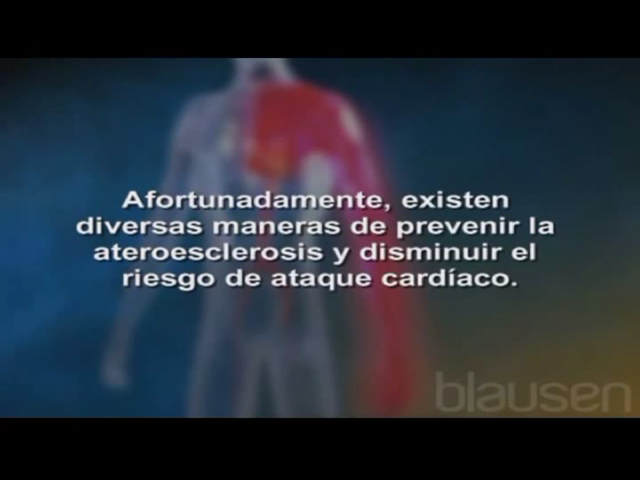 Afortunadamente, existen
diversas maneras de prevenir la
ateroesclerosis y disminuir el
riesgo de ataque cardíaco.
blausen